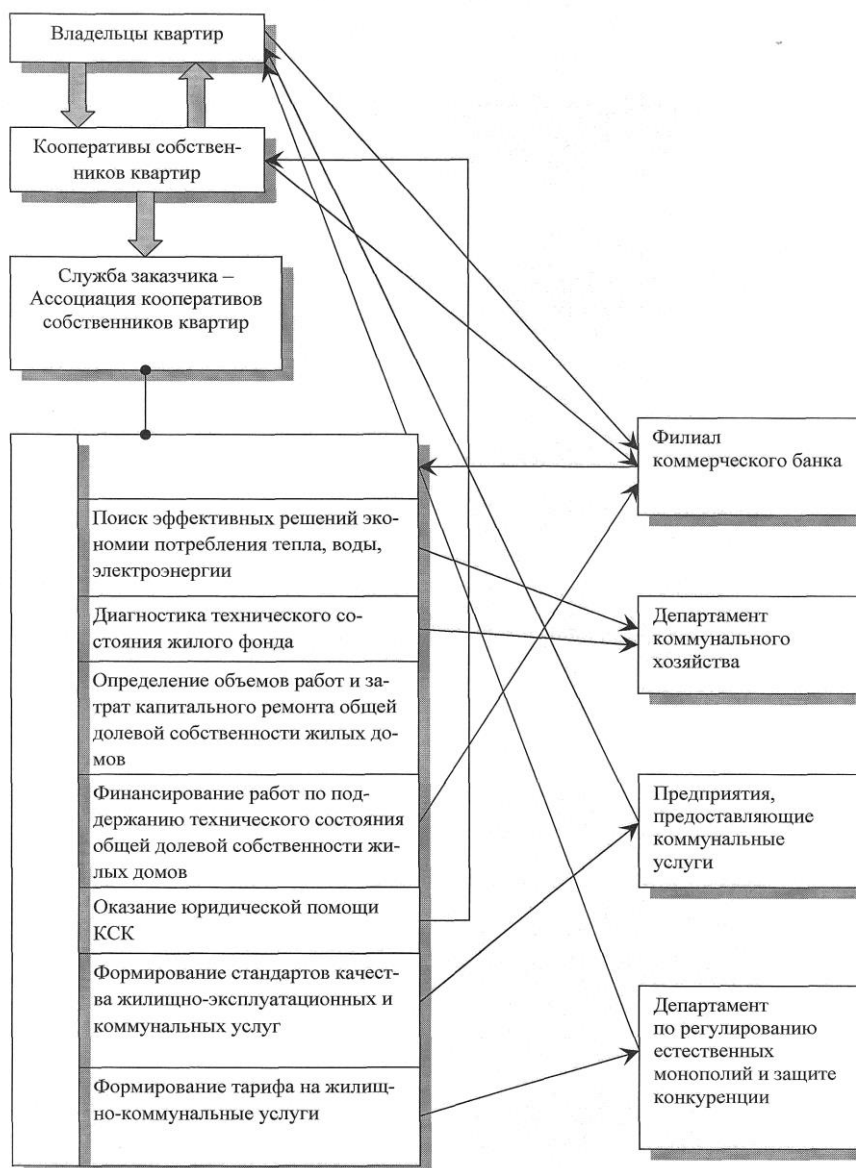 Владельцы квартир
Кооперативы собствен-
ников квартир
Служба заказчика –
Ассоциация кооперативов
собственников квартир
Поиск эффективных решений эко-
номии потребления тепла, воды,
электроэнергии
Диагностика технического со-
стояния жилого фонда
Определение объемов работ и за-
трат капитального ремонта общей
долевой собственности жилых до-
мов
Финансирование работ по под-
держанию технического состояния
общей долевой собственности жи-
лых домов
Оказание юридической помощи
КСК
Формирование стандартов качест-
ва жилищно-эксплуатационных и
коммунальных услуг
Формирование тарифа на жилищ-
но-коммунальные услуги
Филиал
коммерческого банка
Департамент
коммунального
хозяйства
Предприятия,
предоставляющие
коммунальные
услуги
Департамент
по регулированию
естественных
монополий и защите
конкуренции